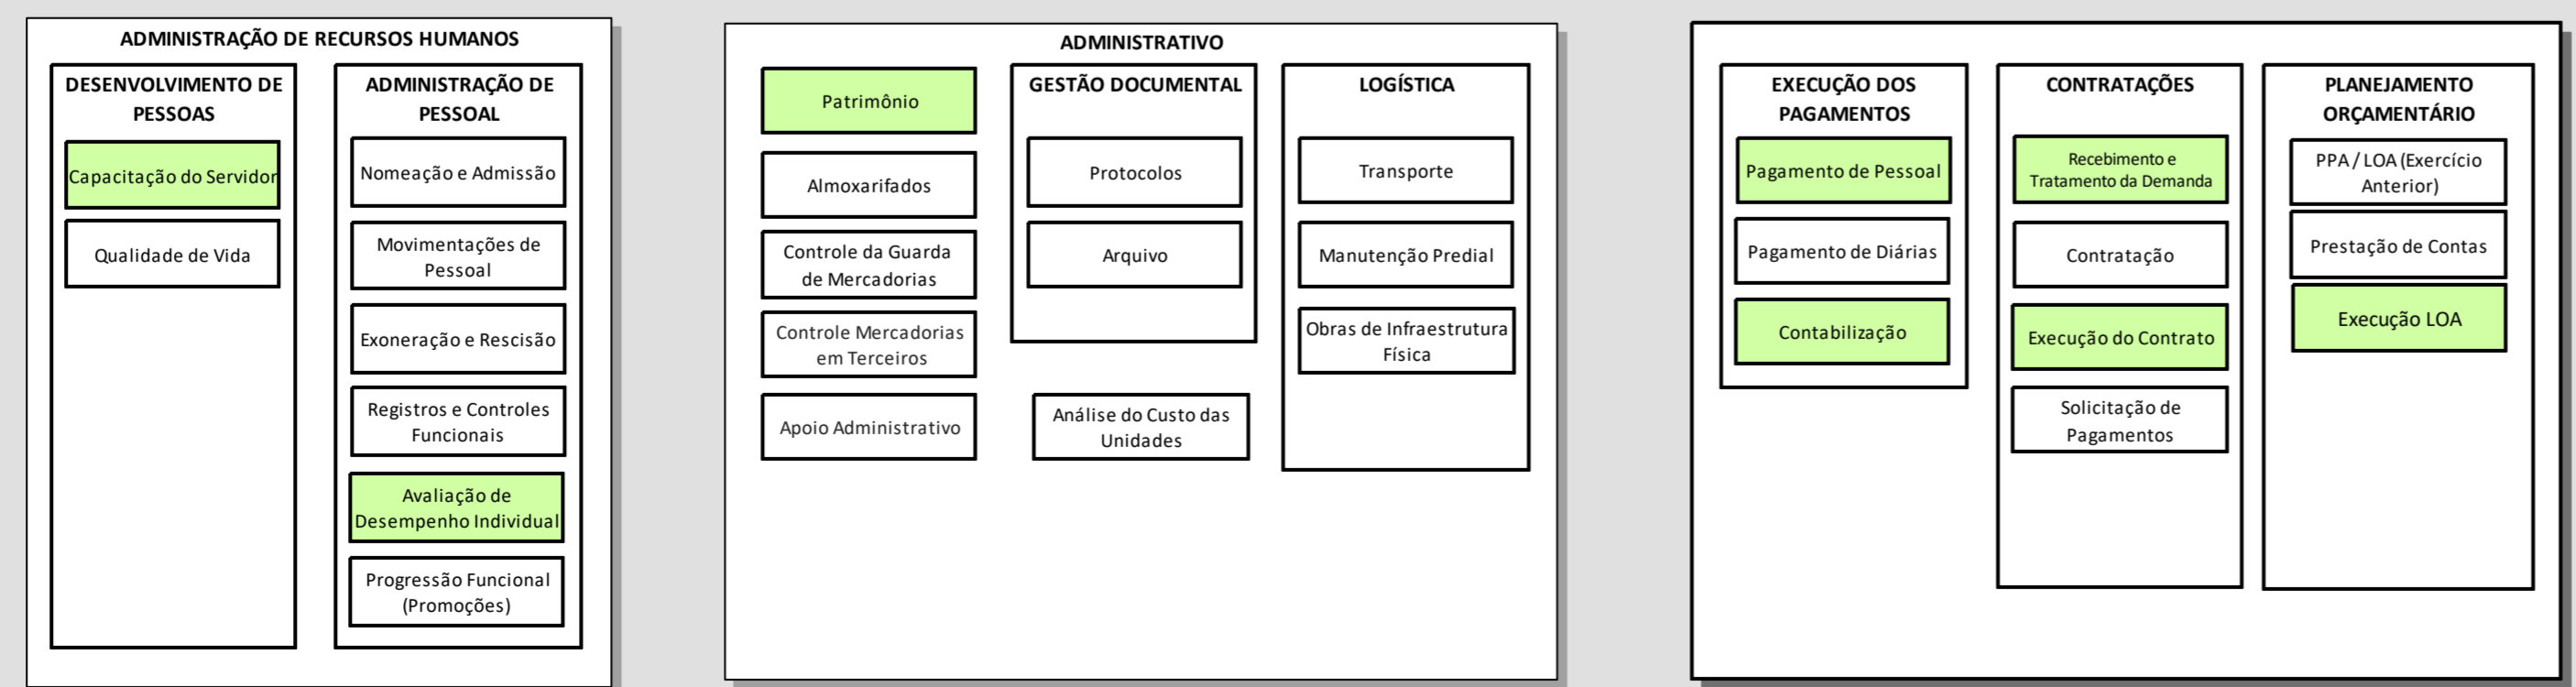 ADMINISTRAÇÃO DE RECURSOS HUMANOS
DESENVOLVIMENTO DE
PESSOAS
Capacitação do Servidor
Qualidade de Vida
ADMINISTRAÇÃO DE
PESSOAL
Nomeação e Admissão
Movimentações de
Pessoal
Exoneração e Rescisão
Registros e Controles
Funcionais
Avaliação de
Desempenho Individual
Progressão Funcional
(Promoções)
ADMINISTRATIVO
Patrimônio
Almoxarifados
Controle da Guarda
de Mercadorias
Controle Mercadorias
em Terceiros
Apoio Administrativo
GESTÃO DOCUMENTAL
Protocolos
Arquivo
Análise do Custo das
Unidades
LOGÍSTICA
Transporte
Manutenção Predial
Obras de Infraestrutura
Física
EXECUÇÃO DOS
PAGAMENTOS
Pagamento de Pessoal
Pagamento de Diárias
Contabilização
CONTRATAÇÕES
Recebimento e
Tratamento da Demanda
Contratação
Execução do Contrato
Solicitação de
Pagamentos
PLANEJAMENTO
ORÇAMENTÁRIO
PPA / LOA (Exercício
Anterior)
Prestação de Contas
Execução LOA